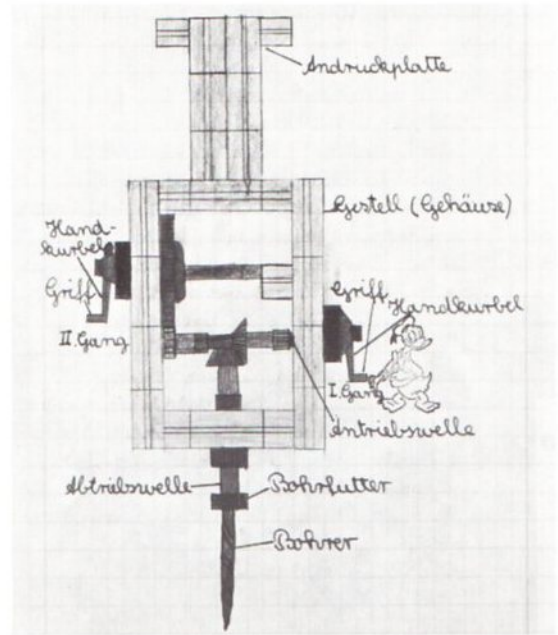 Andruckplatte
Gestell (Gehäuse)
Hand-
kurbel
Griff
II. Gang
Griff
Handkurbel
I. Gang
Antriebswelle
Abtriebswelle
Bohrfutter
Bohrer